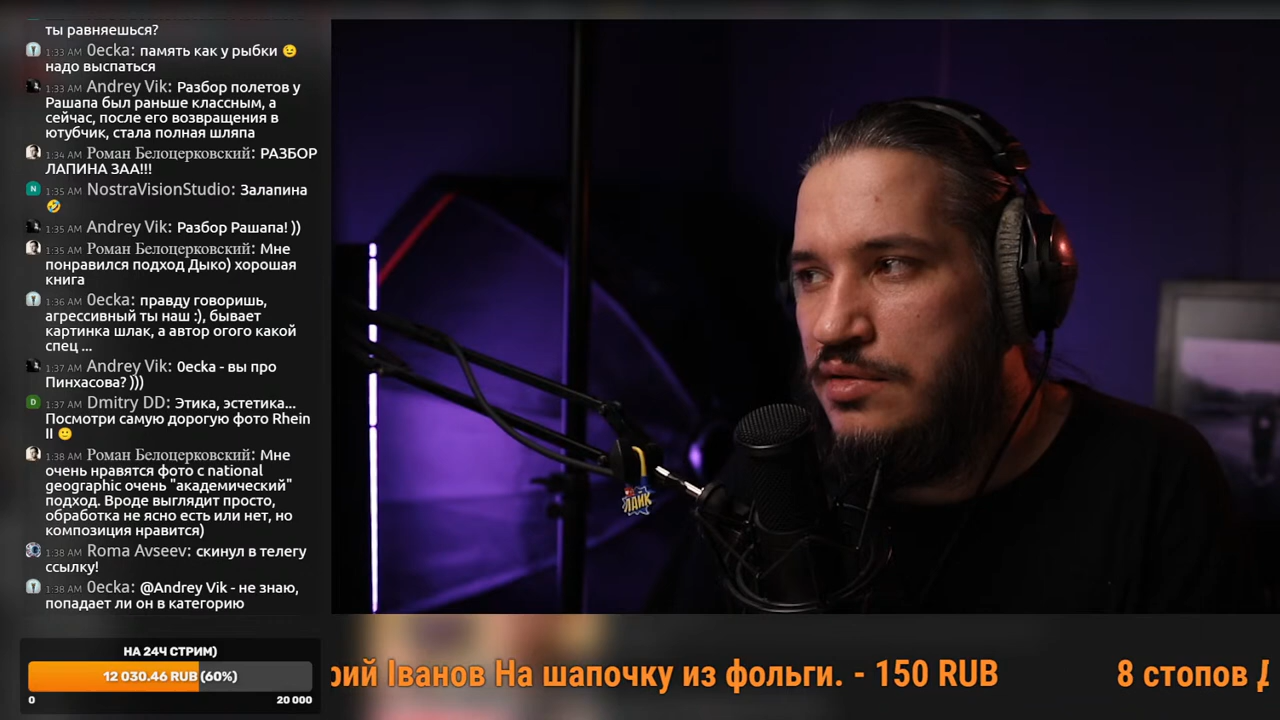 ты равняешься?
1:33 AM 0ecka: память как у рыбки 😉
надо выспаться
1:33 AM Andrey Vik: Разбор полетов у
Рашапа был раньше классным, а
сейчас, после его возвращения в
ютубчик, стала полная шляпа
1:34 AM Роман Белоцерковский: РАЗБОР
ЛАПИНА ЗАА!!!
N 1:35 AM NostraVisionStudio: Залапина
🤣
1:35 AM Andrey Vik: Разбор Рашапа! ))
1:35 AM Роман Белоцерковский: Мне
понравился подход Дыко) хорошая
книга
1:36 AM 0ecka: правду говоришь,
агрессивный ты наш :), бывает
картинка шлак, а автор огого какой
спец ...
1:37 AM Andrey Vik: 0ecka - вы про
Пинхасова? )))
D 1:37 AM Dmitry DD: Этика, эстетика...
Посмотри самую дорогую фото Rhein
II 🙂
1:38 AM Роман Белоцерковский: Мне
очень нравятся фото с national
geographic очень "академический"
подход. Вроде выглядит просто,
обработка не ясно есть или нет, но
композиция нравится)
1:38 AM Roma Avseev: скинул в телегу
ссылку!
1:38 AM 0ecka: @Andrey Vik - не знаю,
попадает ли он в категорию
ЛАЙК
НА 24Ч СТРИМ)
12 030.46 RUB (60%)
0 20 000
рий Іванов На шапочку из фольги. - 150 RUB 8 стопов